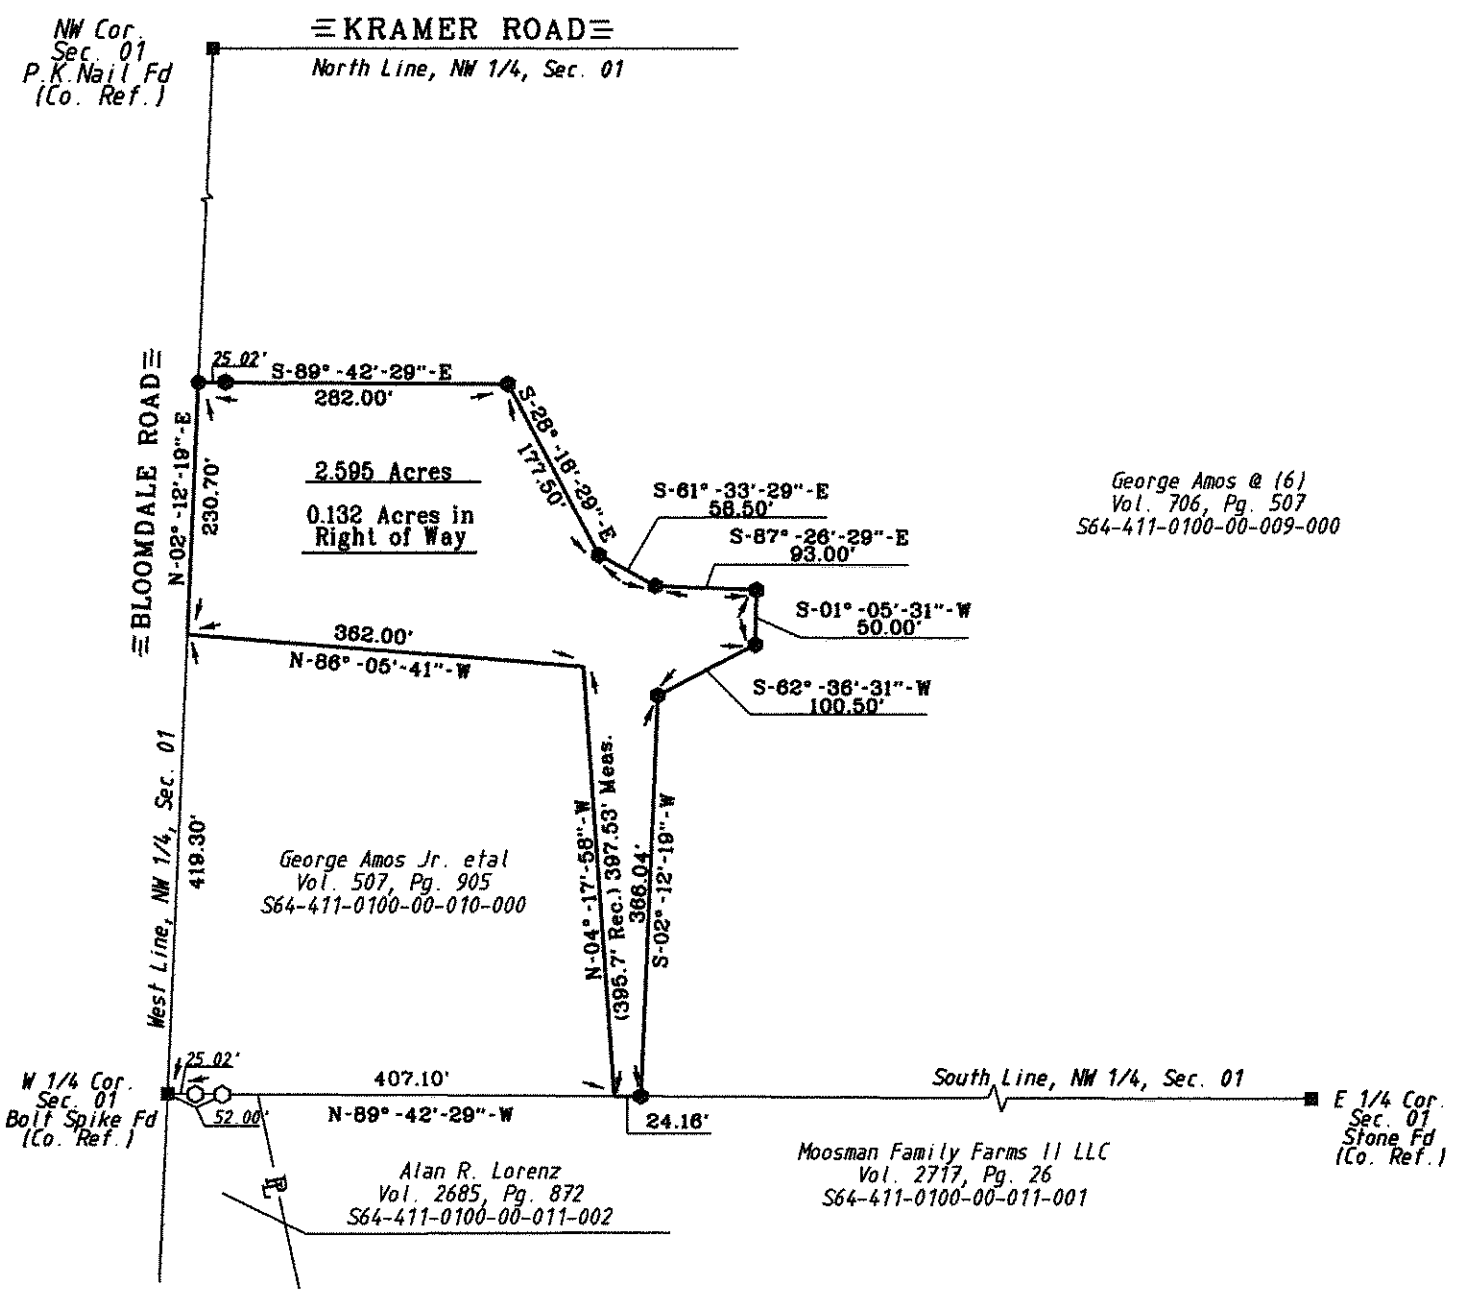 NW Cor.
Sec. 01
P.K.Nail Fd
(Co. Ref.)
KRAMER ROAD
North Line, NW 1/4, Sec. 01
BLOOMDALE ROAD
N-02°-12'-19"-E
230.70'
25.02'
S-89°-42'-29"-E
282.00'
S-28°-18'-29"-E
177.50'
2.595 Acres
0.132 Acres in
Right of Way
S-61°-33'-29"-E
58.50'
S-87°-26'-29"-E
93.00'
S-01°-05'-31"-W
50.00'
S-62°-36'-31"-W
100.50'
George Amos @ (6)
Vol. 706, Pg. 507
S64-411-0100-00-009-000
362.00'
N-86°-05'-41"-W
West Line, NW 1/4, Sec. 01
419.30'
George Amos Jr. etal
Vol. 507, Pg. 905
S64-411-0100-00-010-000
N-04°-17'-58"-W
(395.7' Rec.) 397.53' Meas.
366.04'
S-02°-12'-19"-W
W 1/4 Cor.
Sec. 01
Bolt Spike Fd
(Co. Ref.)
25.02'
52.00'
407.10'
N-89°-42'-29"-W
24.16'
South Line, NW 1/4, Sec. 01
E 1/4 Cor.
Sec. 01
Stone Fd
(Co. Ref.)
PL
Alan R. Lorenz
Vol. 2685, Pg. 872
S64-411-0100-00-011-002
Moosman Family Farms II LLC
Vol. 2717, Pg. 26
S64-411-0100-00-011-001